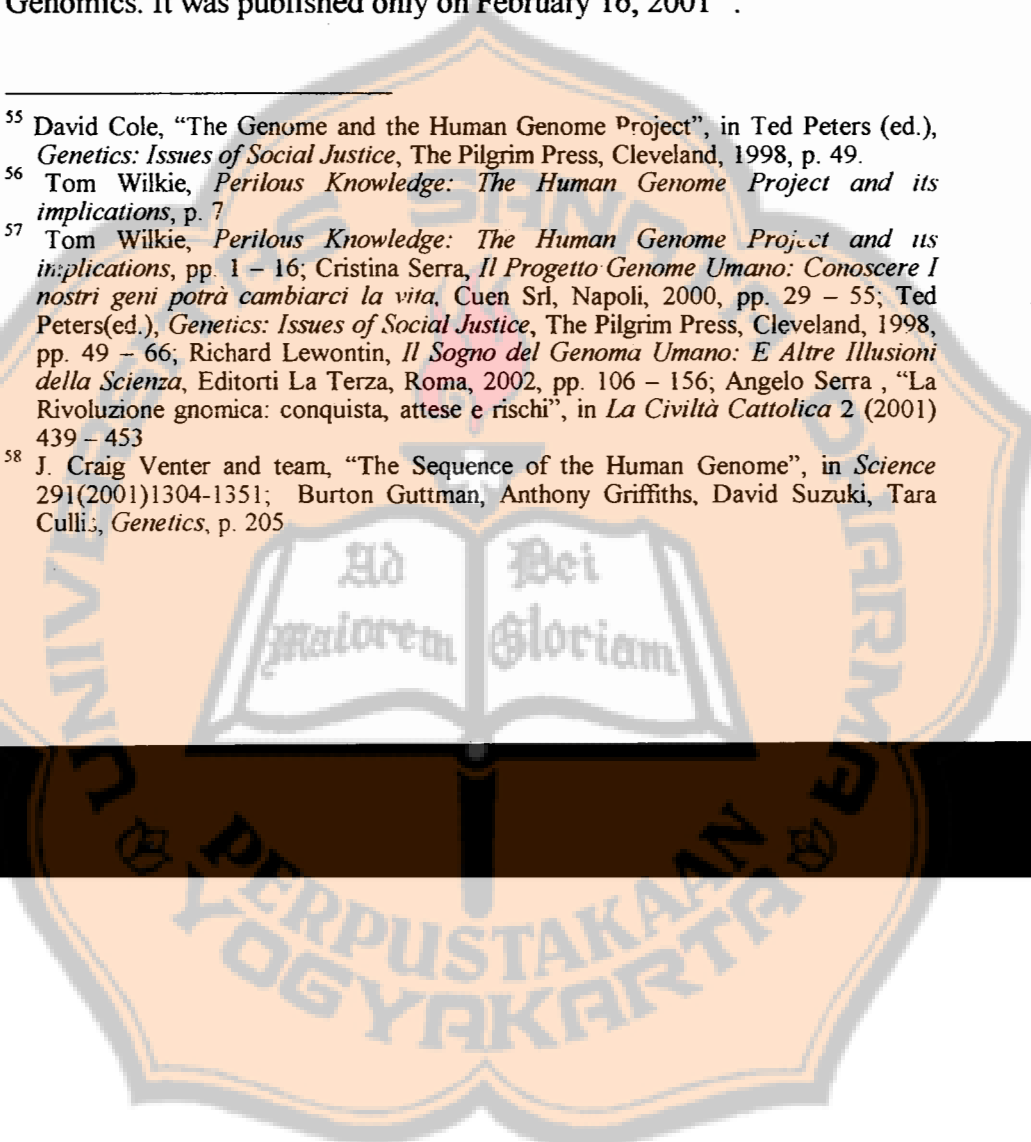 Genomics. It was published only on February 16, 2001 .
55 David Cole, “The Genome and the Human Genome Project”, in Ted Peters (ed.),
Genetics: Issues of Social Justice, The Pilgrim Press, Cleveland, 1998, p. 49.
56 Tom Wilkie, Perilous Knowledge: The Human Genome Project and its
implications, p. 7
57 Tom Wilkie, Perilous Knowledge: The Human Genome Project and its
implications, pp. 1 – 16; Cristina Serra, Il Progetto Genome Umano: Conoscere I
nostri geni potrà cambiarci la vita, Cuen Srl, Napoli, 2000, pp. 29 – 55; Ted
Peters(ed.), Genetics: Issues of Social Justice, The Pilgrim Press, Cleveland, 1998,
pp. 49 – 66; Richard Lewontin, Il Sogno del Genoma Umano: E Altre Illusioni
della Scienza, Editorti La Terza, Roma, 2002, pp. 106 – 156; Angelo Serra , “La
Rivoluzione gnomica: conquista, attese e rischi”, in La Civiltà Cattolica 2 (2001)
439 – 453
58 J. Craig Venter and team, “The Sequence of the Human Genome”, in Science
291(2001)1304-1351; Burton Guttman, Anthony Griffiths, David Suzuki, Tara
Cullis, Genetics, p. 205
UNIVERSITAS SANATA DHARMA
Ad maiorem
Dei Gloriam
PERPUSTAKAAN
YOGYAKARTA